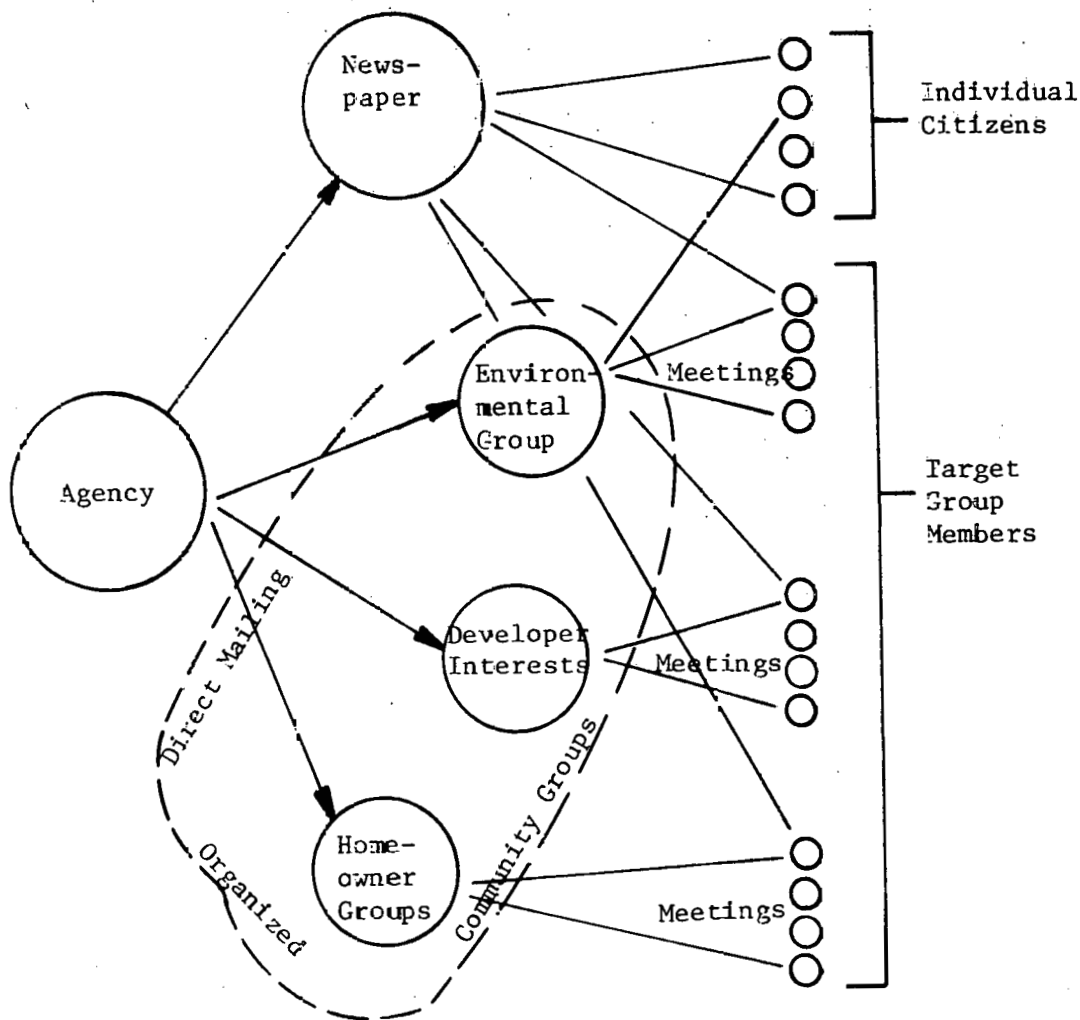 News-
paper
Individual
Citizens
Environ-
mental
Group
Meetings
Agency
Target
Group
Members
Direct Mailing
Developer
Interests
Meetings
Organized
Community Groups
Home-
owner
Groups
Meetings